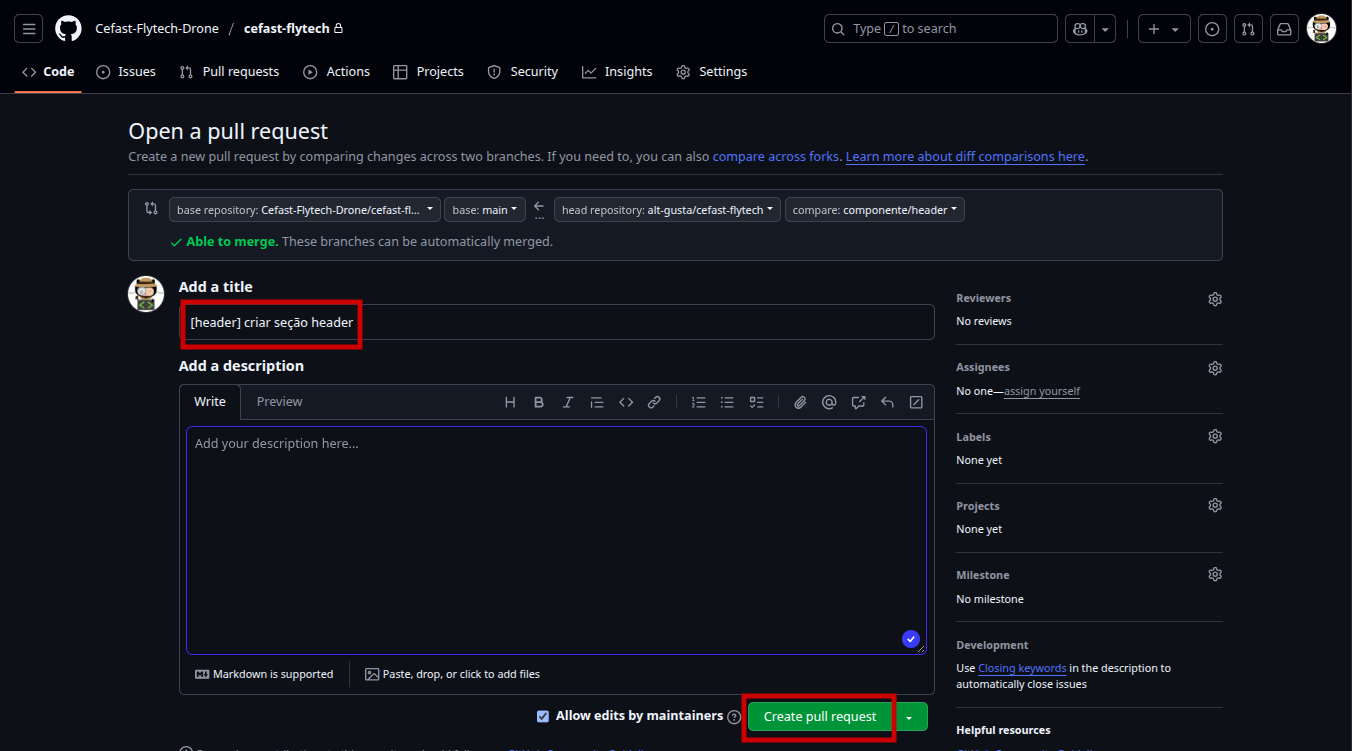 Cefast-Flytech-Drone / cefast-flytech
Type / to search
Code Issues Pull requests Actions Projects Security Insights Settings
Open a pull request
Create a new pull request by comparing changes across two branches. If you need to, you can also compare across forks. Learn more about diff comparisons here.
base repository: Cefast-Flytech-Drone/cefast-fl... base: main ... head repository: alt-gusta/cefast-flytech compare: componente/header
Able to merge. These branches can be automatically merged.
Add a title
[header] criar seção header
Add a description
Write Preview
Add your description here...
Markdown is supported
Paste, drop, or click to add files
Allow edits by maintainers
Create pull request
Reviewers
No reviews
Assignees
No one—assign yourself
Labels
None yet
Projects
None yet
Milestone
No milestone
Development
Use Closing keywords in the description to
automatically close issues
Helpful resources